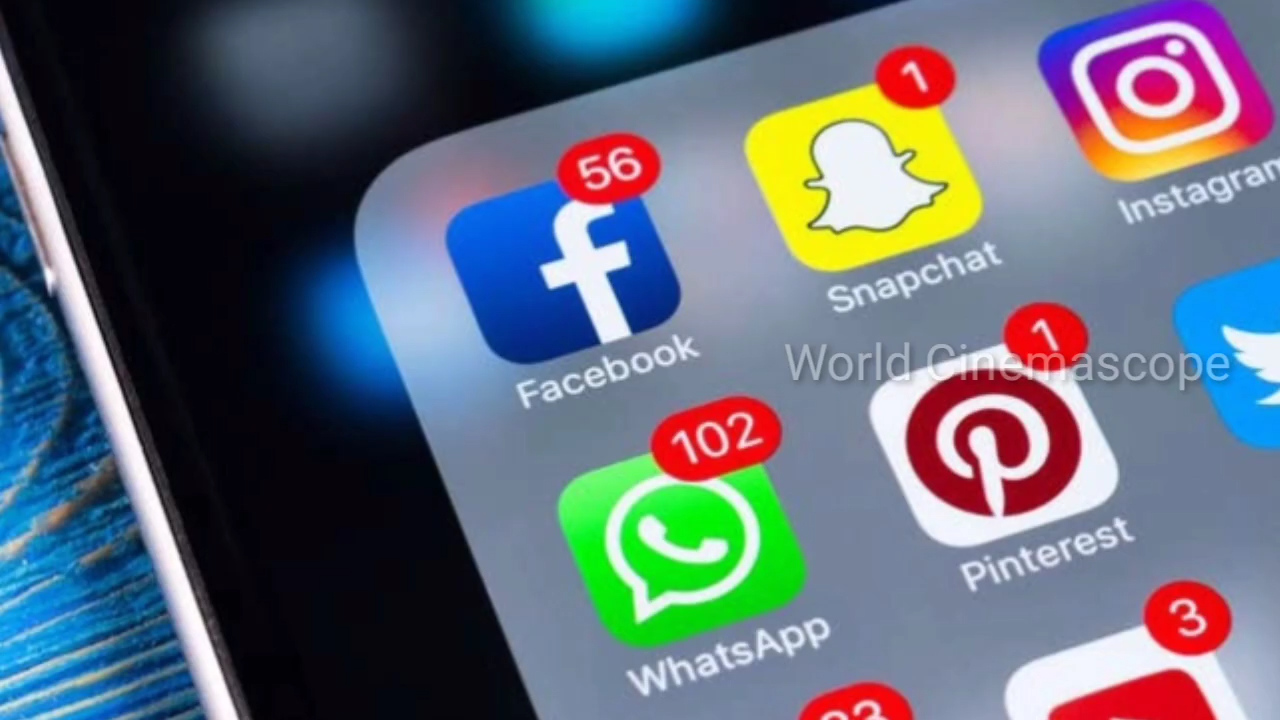 1
56
Instagram
Snapchat
Facebook
1
World Cinemascope
102
Pinterest
WhatsApp
3